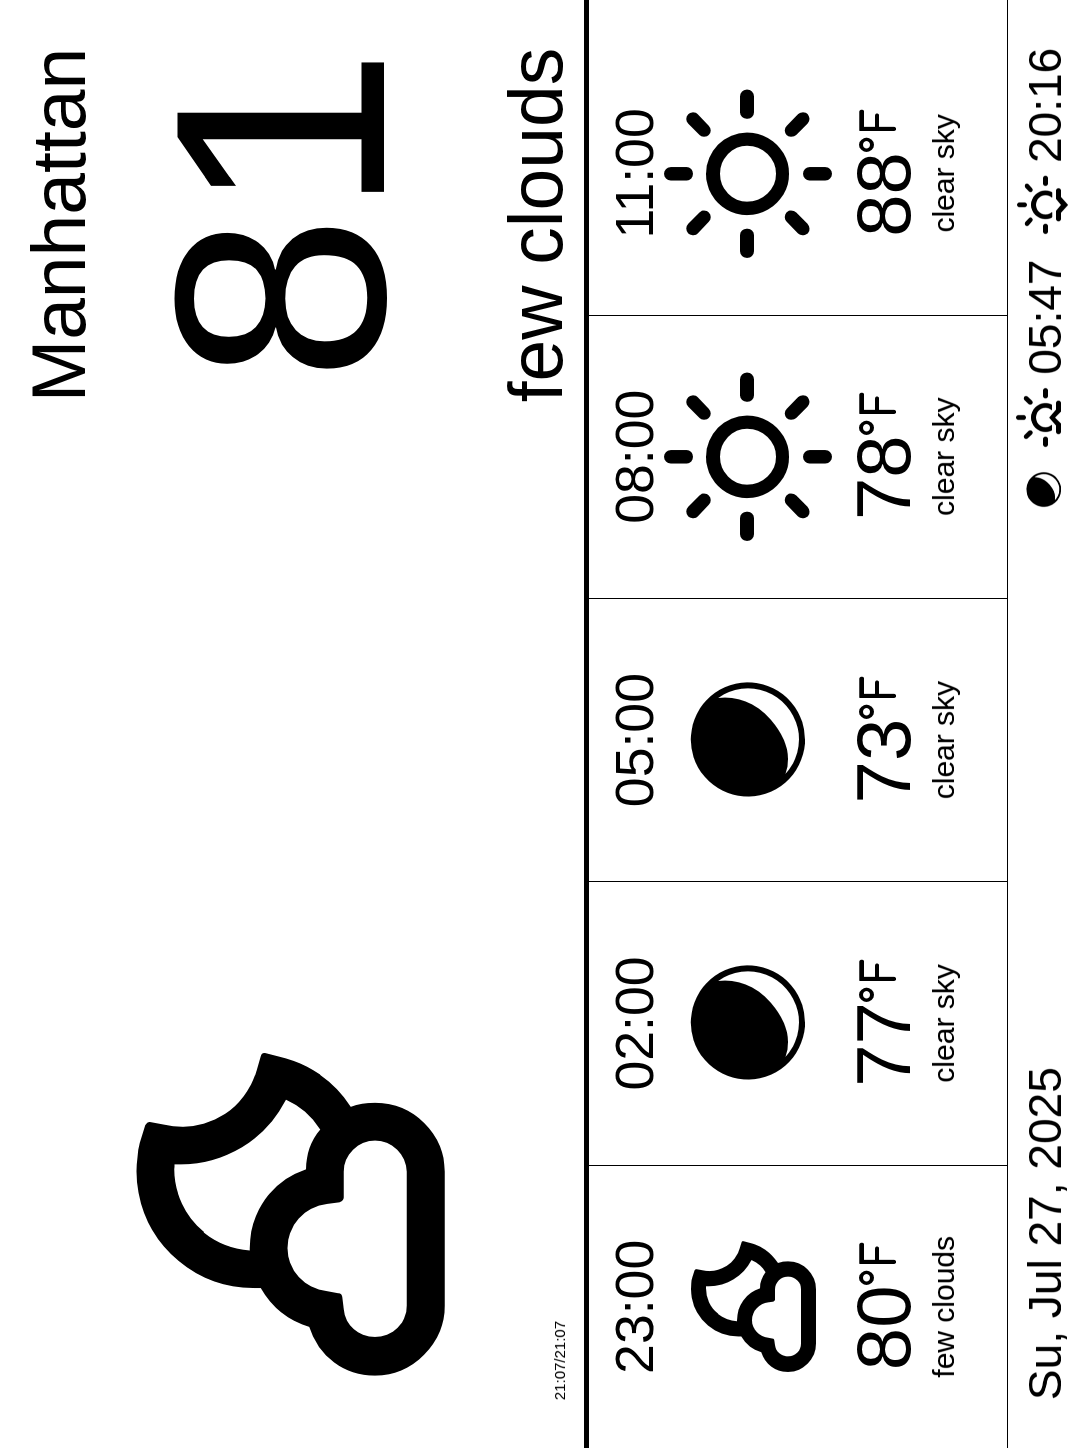 Manhattan
81
few clouds
21:07/21:07
23:00 02:00 05:00 08:00 11:00
80°F 77°F 73°F 78°F 88°F
few clouds clear sky clear sky clear sky clear sky
Su, Jul 27, 2025 05:47 20:16